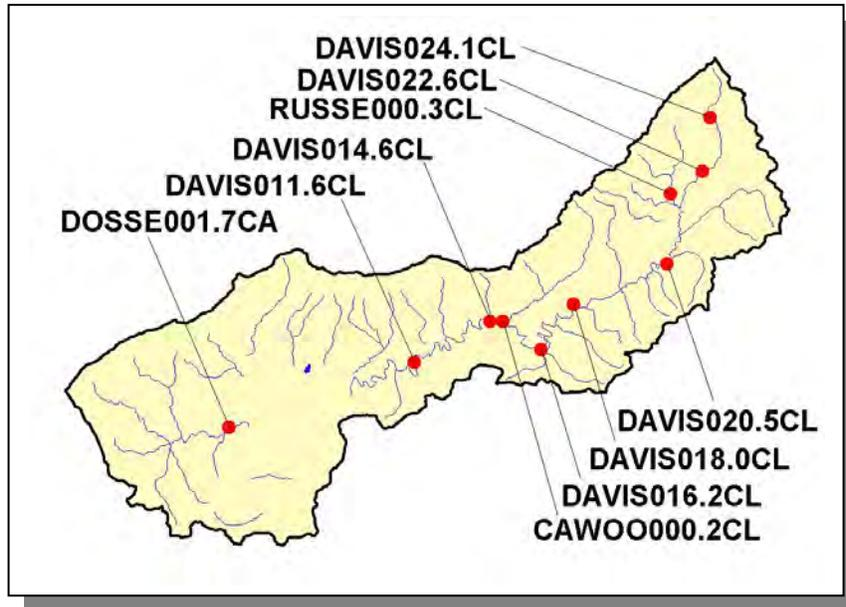 DAVIS024.1CL
DAVIS022.6CL
RUSSE000.3CL
DAVIS014.6CL
DAVIS011.6CL
DOSSE001.7CA
DAVIS020.5CL
DAVIS018.0CL
DAVIS016.2CL
CAWOO000.2CL